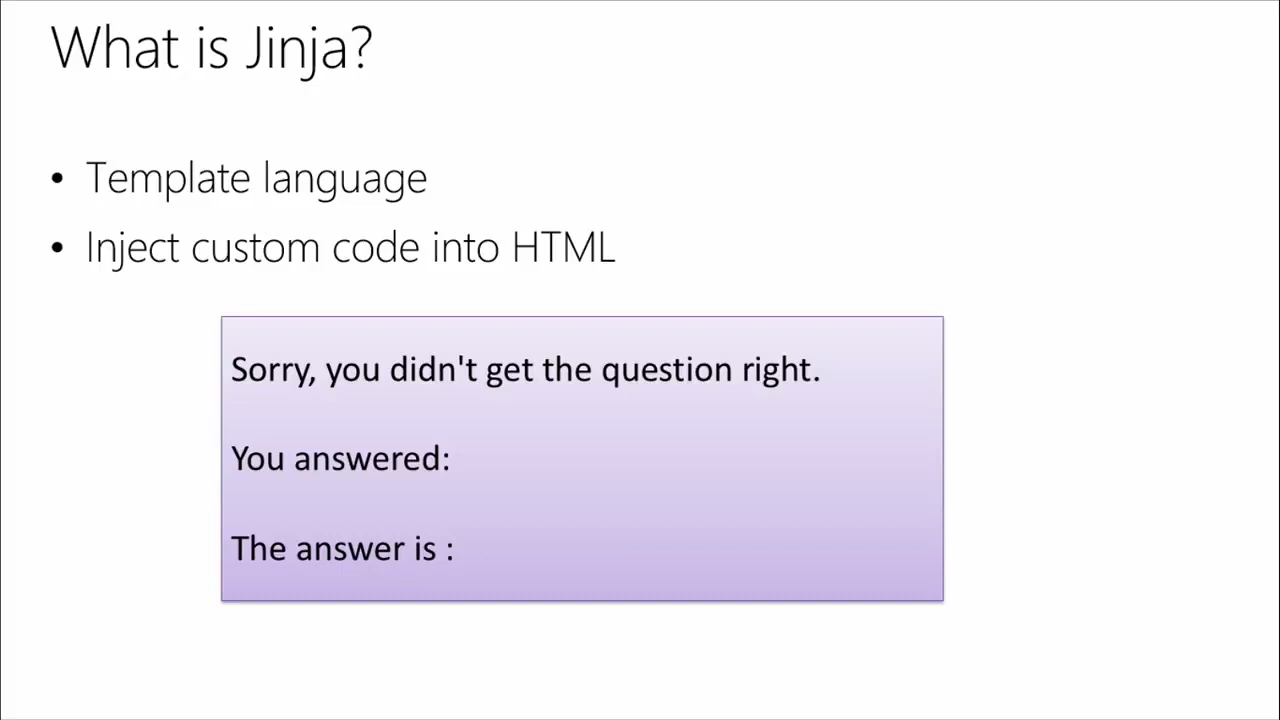 What is Jinja?
• Template language
• Inject custom code into HTML
Sorry, you didn't get the question right.
You answered:
The answer is :